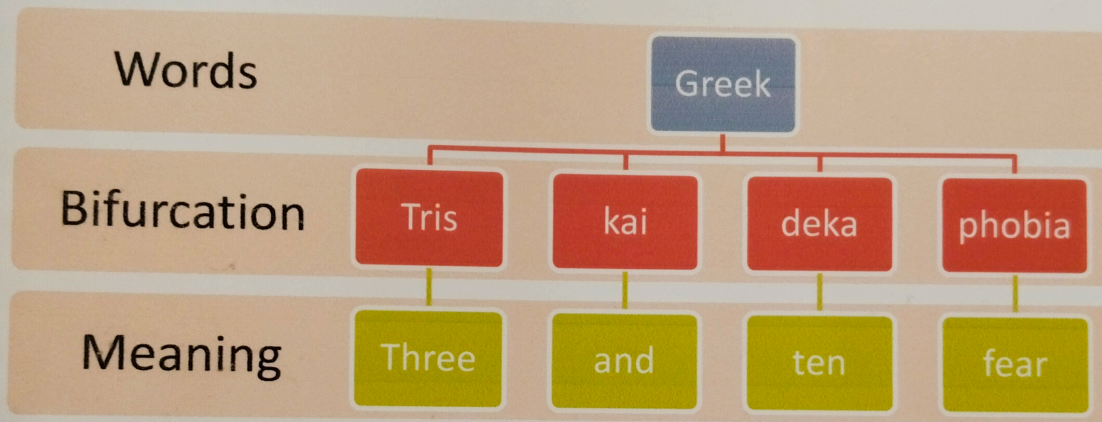 Words Greek
Bifurcation Tris kai deka phobia
Meaning Three and ten fear